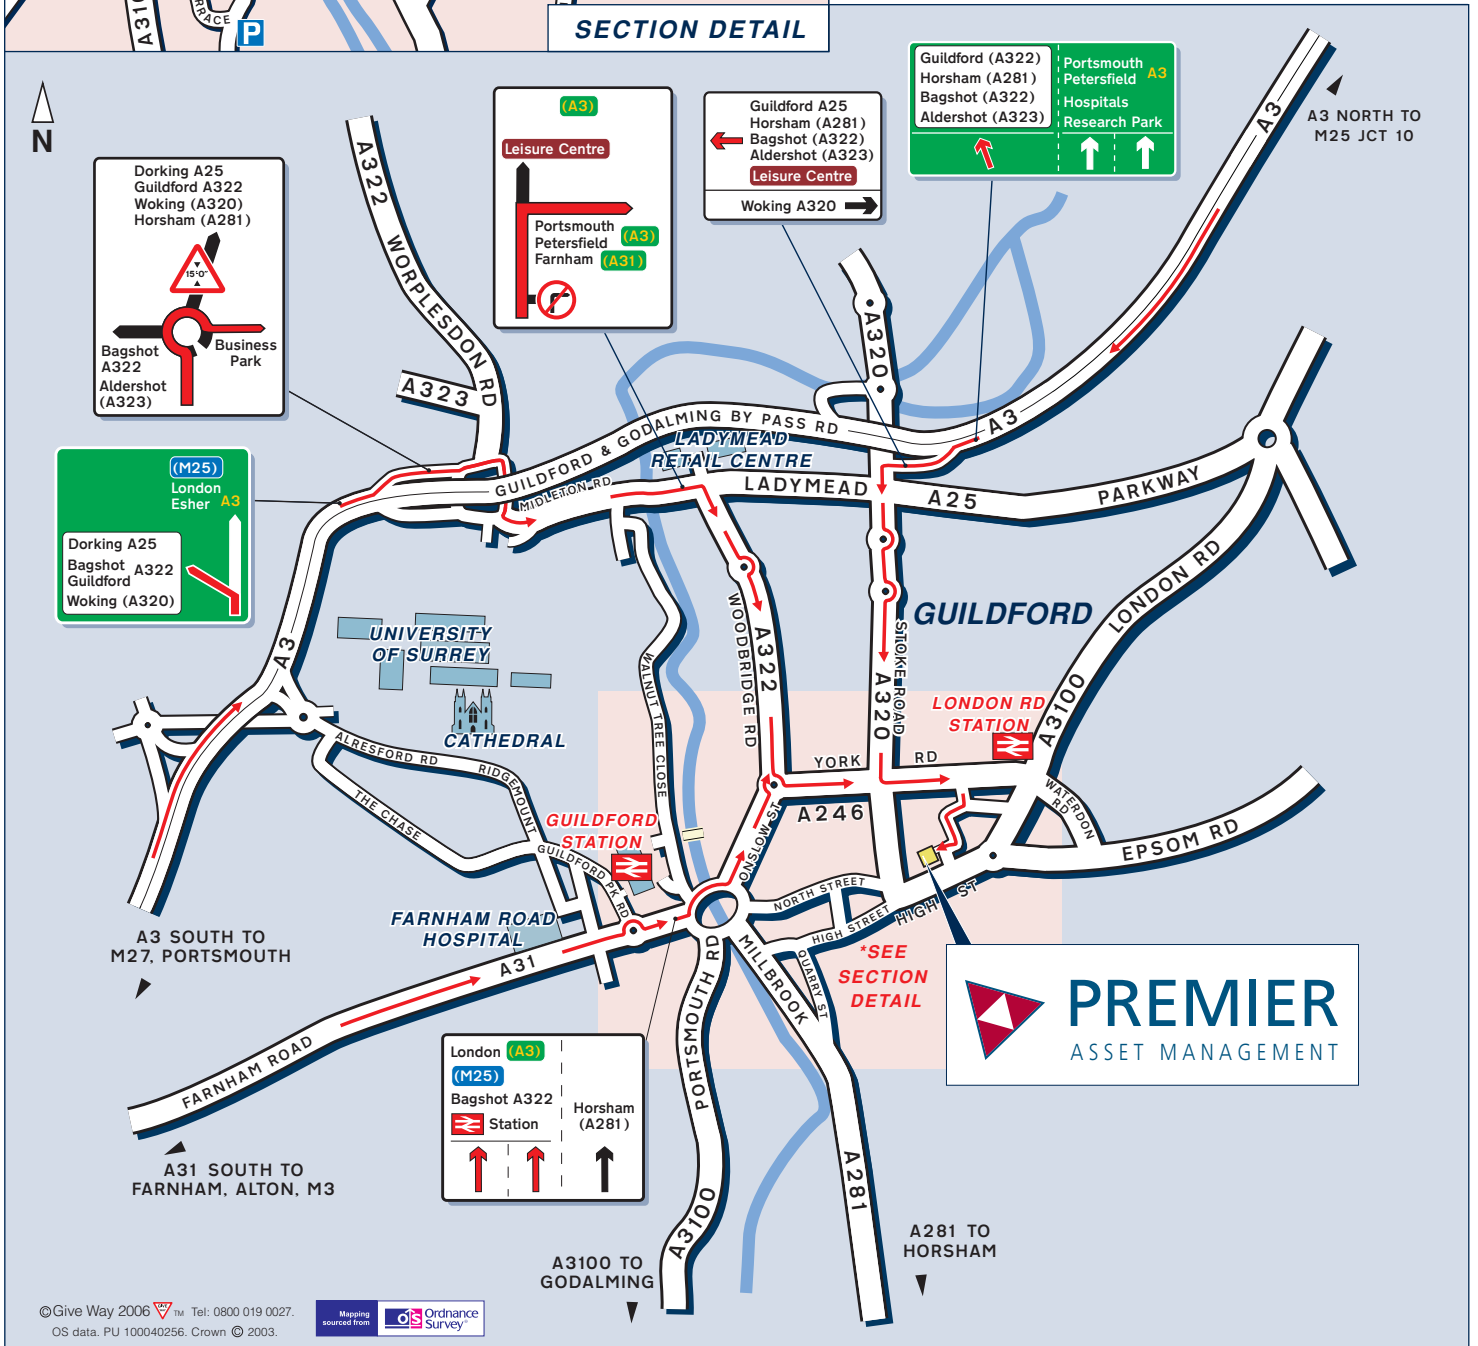 A310
RRACE
P
SECTION DETAIL
N
Guildford (A322)
Horsham (A281)
Bagshot (A322)
Aldershot (A323)
Portsmouth
Petersfield A3
Hospitals
Research Park
A3
A3 NORTH TO
M25 JCT 10
Guildford A25
Horsham (A281)
Bagshot (A322)
Aldershot (A323)
Leisure Centre
Woking A320
(A3)
Leisure Centre
Portsmouth
Petersfield (A3)
Farnham (A31)
Dorking A25
Guildford A322
Woking (A320)
Horsham (A281)
15'-0"
Bagshot
A322
Aldershot
(A323)
Business
Park
A322 WORPLESDON RD
A323
A320
(M25)
London
Esher A3
Dorking A25
Bagshot
Guildford A322
Woking (A320)
GUILDFORD & GODALMING BY PASS RD
A3
LADYMEAD
RETAIL CENTRE
MIDLETON RD
LADYMEAD
A25
PARKWAY
LONDON RD
GUILDFORD
UNIVERSITY
OF SURREY
CATHEDRAL
A3
WALNUT TREE CLOSE
WOODBRIDGE RD
A322
STOKE ROAD
A320
LONDON RD
STATION
A3100
YORK RD
A246
WATERDON
RD
EPSOM RD
ALRESFORD RD
THE CHASE
RIDGEMOUNT
GUILDFORD PK RD
GUILDFORD
STATION
ONSLOW ST
NORTH STREET
HIGH STREET
HIGH ST
FARNHAM ROAD
HOSPITAL
A3 SOUTH TO
M27, PORTSMOUTH
A31
FARNHAM ROAD
PORTSMOUTH RD
MILLBROOK
QUARRY ST
*SEE
SECTION
DETAIL
PREMIER
ASSET MANAGEMENT
London (A3)
(M25)
Bagshot A322
Station
Horsham
(A281)
A31 SOUTH TO
FARNHAM, ALTON, M3
A3100
A281
A3100 TO
GODALMING
A281 TO
HORSHAM
©Give Way 2006 GIVE WAY TM Tel: 0800 019 0027.
OS data. PU 100040256. Crown © 2003.
Mapping
sourced from
OS Ordnance
Survey®